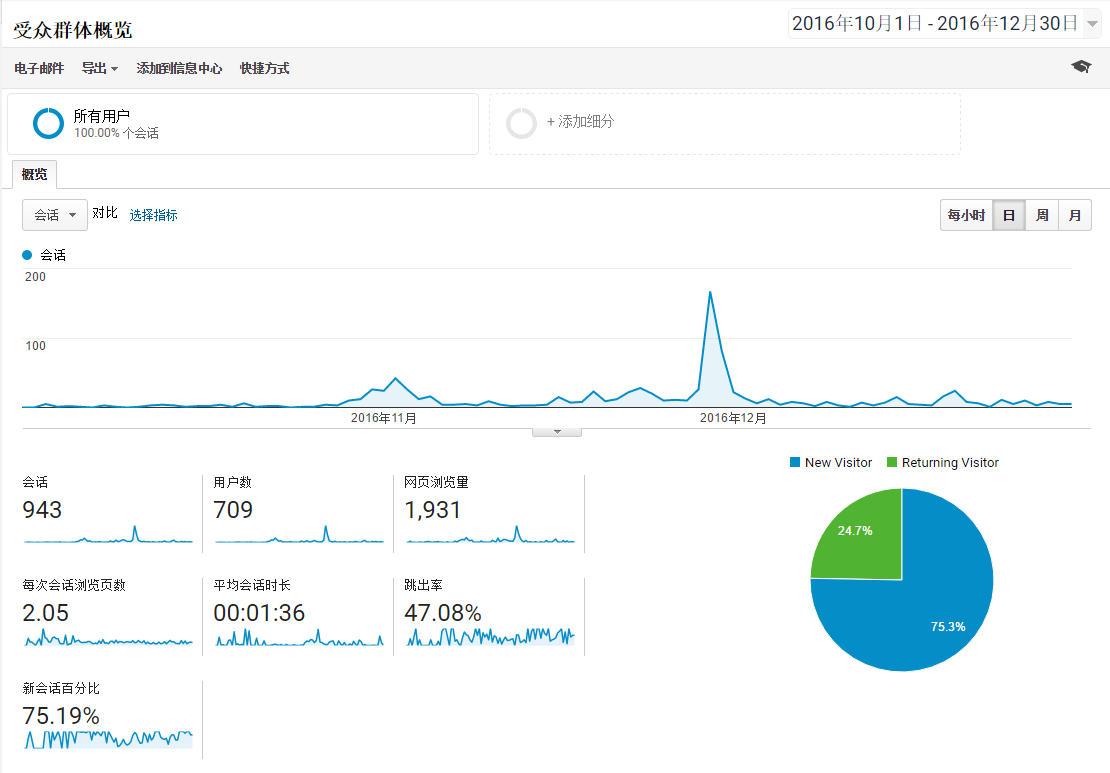 受众群体概览
2016年10月1日 - 2016年12月30日
电子邮件 导出 添加到信息中心 快捷方式
所有用户
100.00% 个会话
+ 添加细分
概览
会话 对比 选择指标
每小时 日 周 月
会话
200
100
2016年11月 2016年12月
New Visitor Returning Visitor
会话
943
用户数
709
网页浏览量
1,931
每次会话浏览页数
2.05
平均会话时长
00:01:36
跳出率
47.08%
新会话百分比
75.19%
24.7%
75.3%